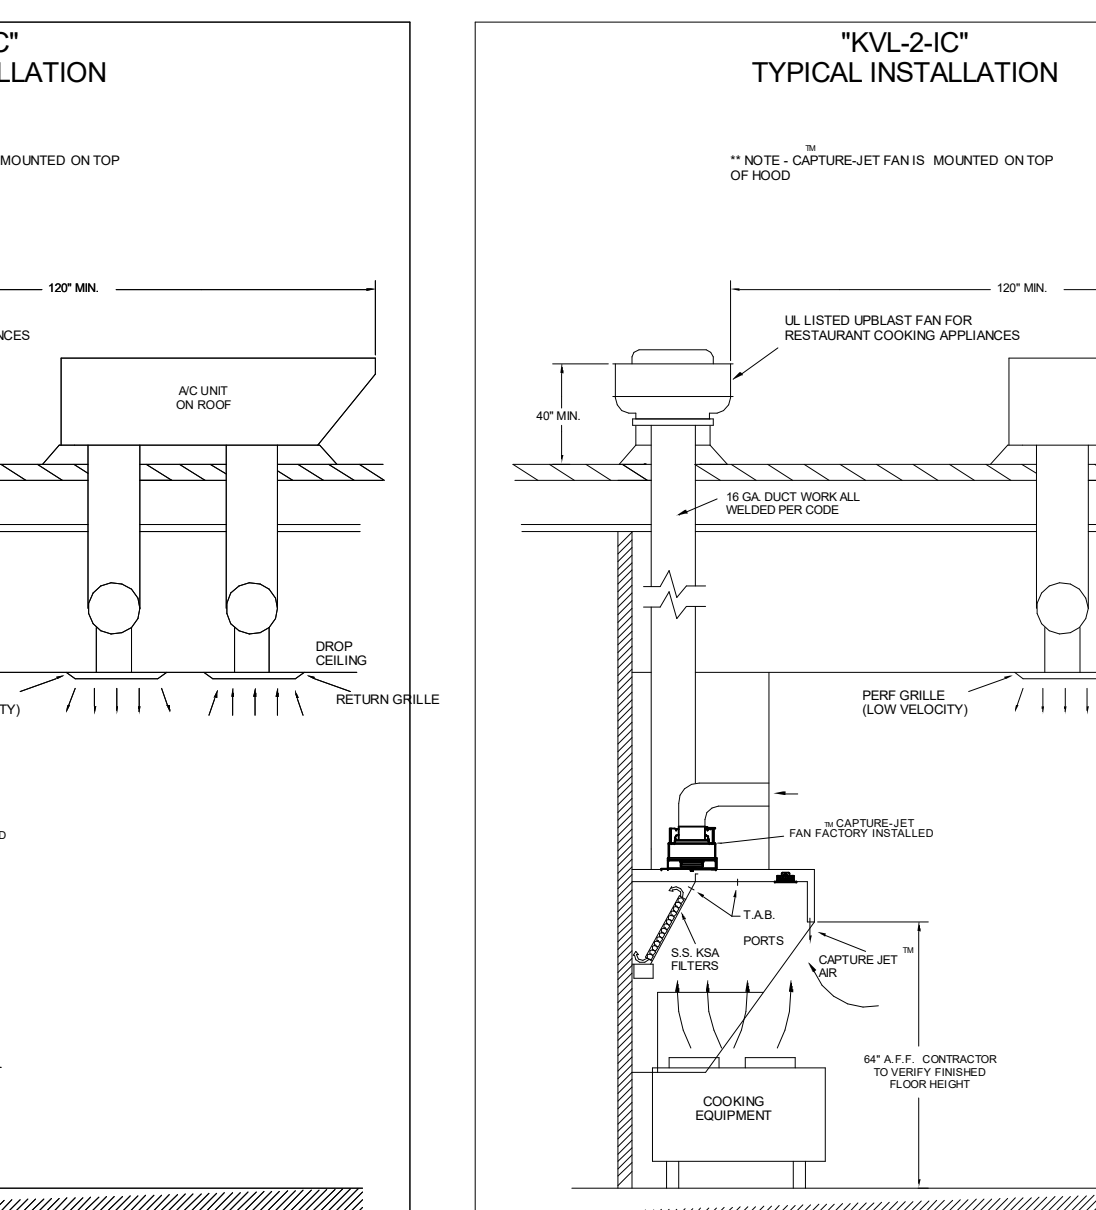 C"
LLATION
MOUNTED ON TOP
120" MIN.
NCES
A/C UNIT
ON ROOF
DROP
CEILING
RETURN GRILLE
TY)
D
"KVL-2-IC"
TYPICAL INSTALLATION
TM
** NOTE - CAPTURE-JET FAN IS MOUNTED ON TOP
OF HOOD
120" MIN.
UL LISTED UPBLAST FAN FOR
RESTAURANT COOKING APPLIANCES
40" MIN.
16 GA. DUCT WORK ALL
WELDED PER CODE
PERF GRILLE
(LOW VELOCITY)
TM CAPTURE-JET
FAN FACTORY INSTALLED
T.A.B.
PORTS
S.S. KSA
FILTERS
CAPTURE JET TM
AIR
64" A.F.F. CONTRACTOR
TO VERIFY FINISHED
FLOOR HEIGHT
COOKING
EQUIPMENT